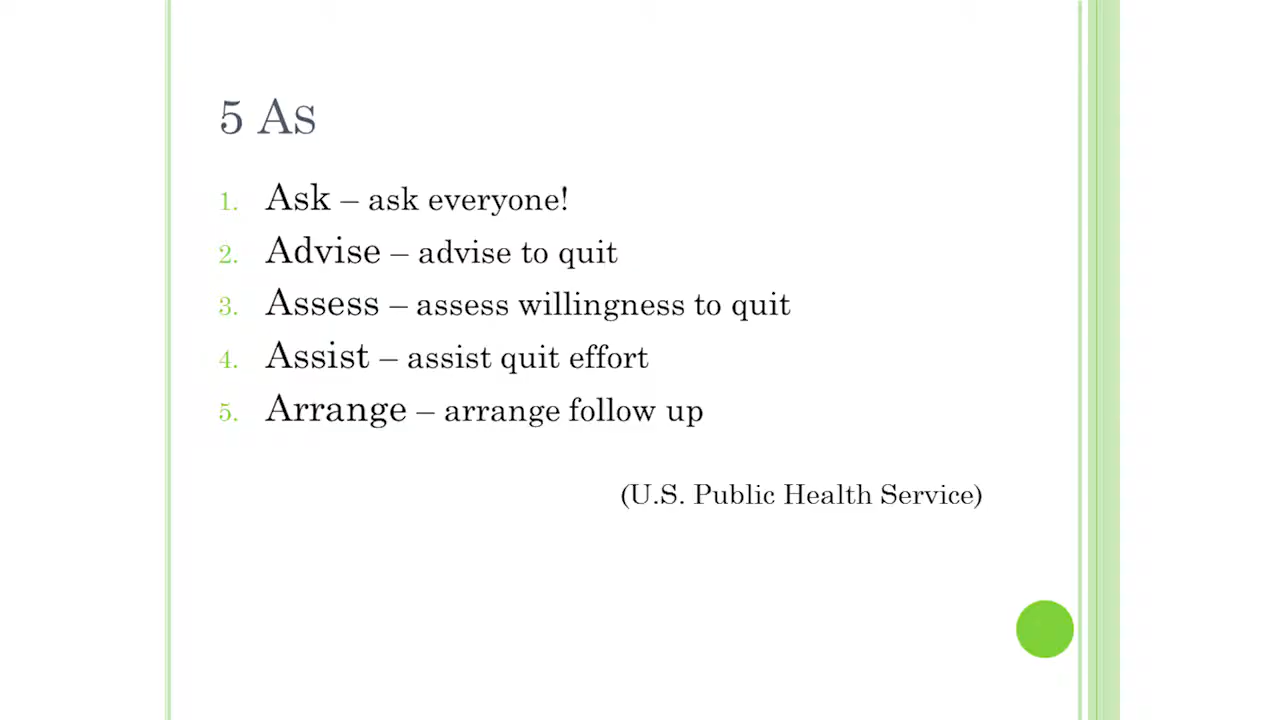 5 As
1. Ask – ask everyone!
2. Advise – advise to quit
3. Assess – assess willingness to quit
4. Assist – assist quit effort
5. Arrange – arrange follow up
(U.S. Public Health Service)